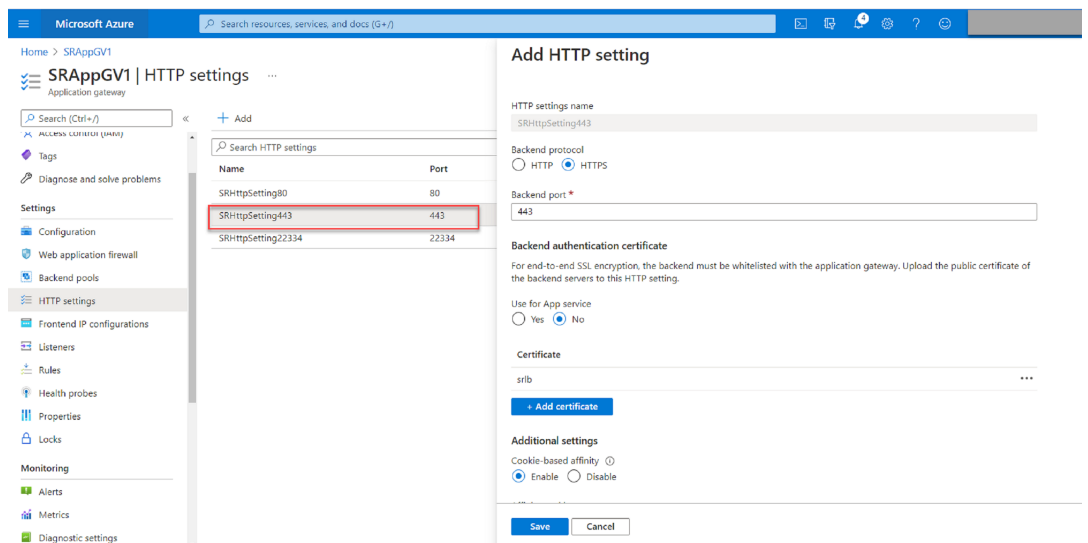 Microsoft Azure
Search resources, services, and docs (G+/)
4
Home > SRAppGV1
SRAppGV1 | HTTP settings ...
Application gateway
Search (Ctrl+/)
«
Access control (IAM)
Tags
Diagnose and solve problems
Settings
Configuration
Web application firewall
Backend pools
HTTP settings
Frontend IP configurations
Listeners
Rules
Health probes
Properties
Locks
Monitoring
Alerts
Metrics
Diagnostic settings
+ Add
Search HTTP settings
Name Port
SRHttpSetting80 80
SRHttpSetting443 443
SRHttpSetting22334 22334
Add HTTP setting
HTTP settings name
SRHttpSetting443
Backend protocol
HTTP HTTPS
Backend port *
443
Backend authentication certificate
For end-to-end SSL encryption, the backend must be whitelisted with the application gateway. Upload the public certificate of
the backend servers to this HTTP setting.
Use for App service
Yes No
Certificate
srlb ...
+ Add certificate
Additional settings
Cookie-based affinity
Enable Disable
Save Cancel